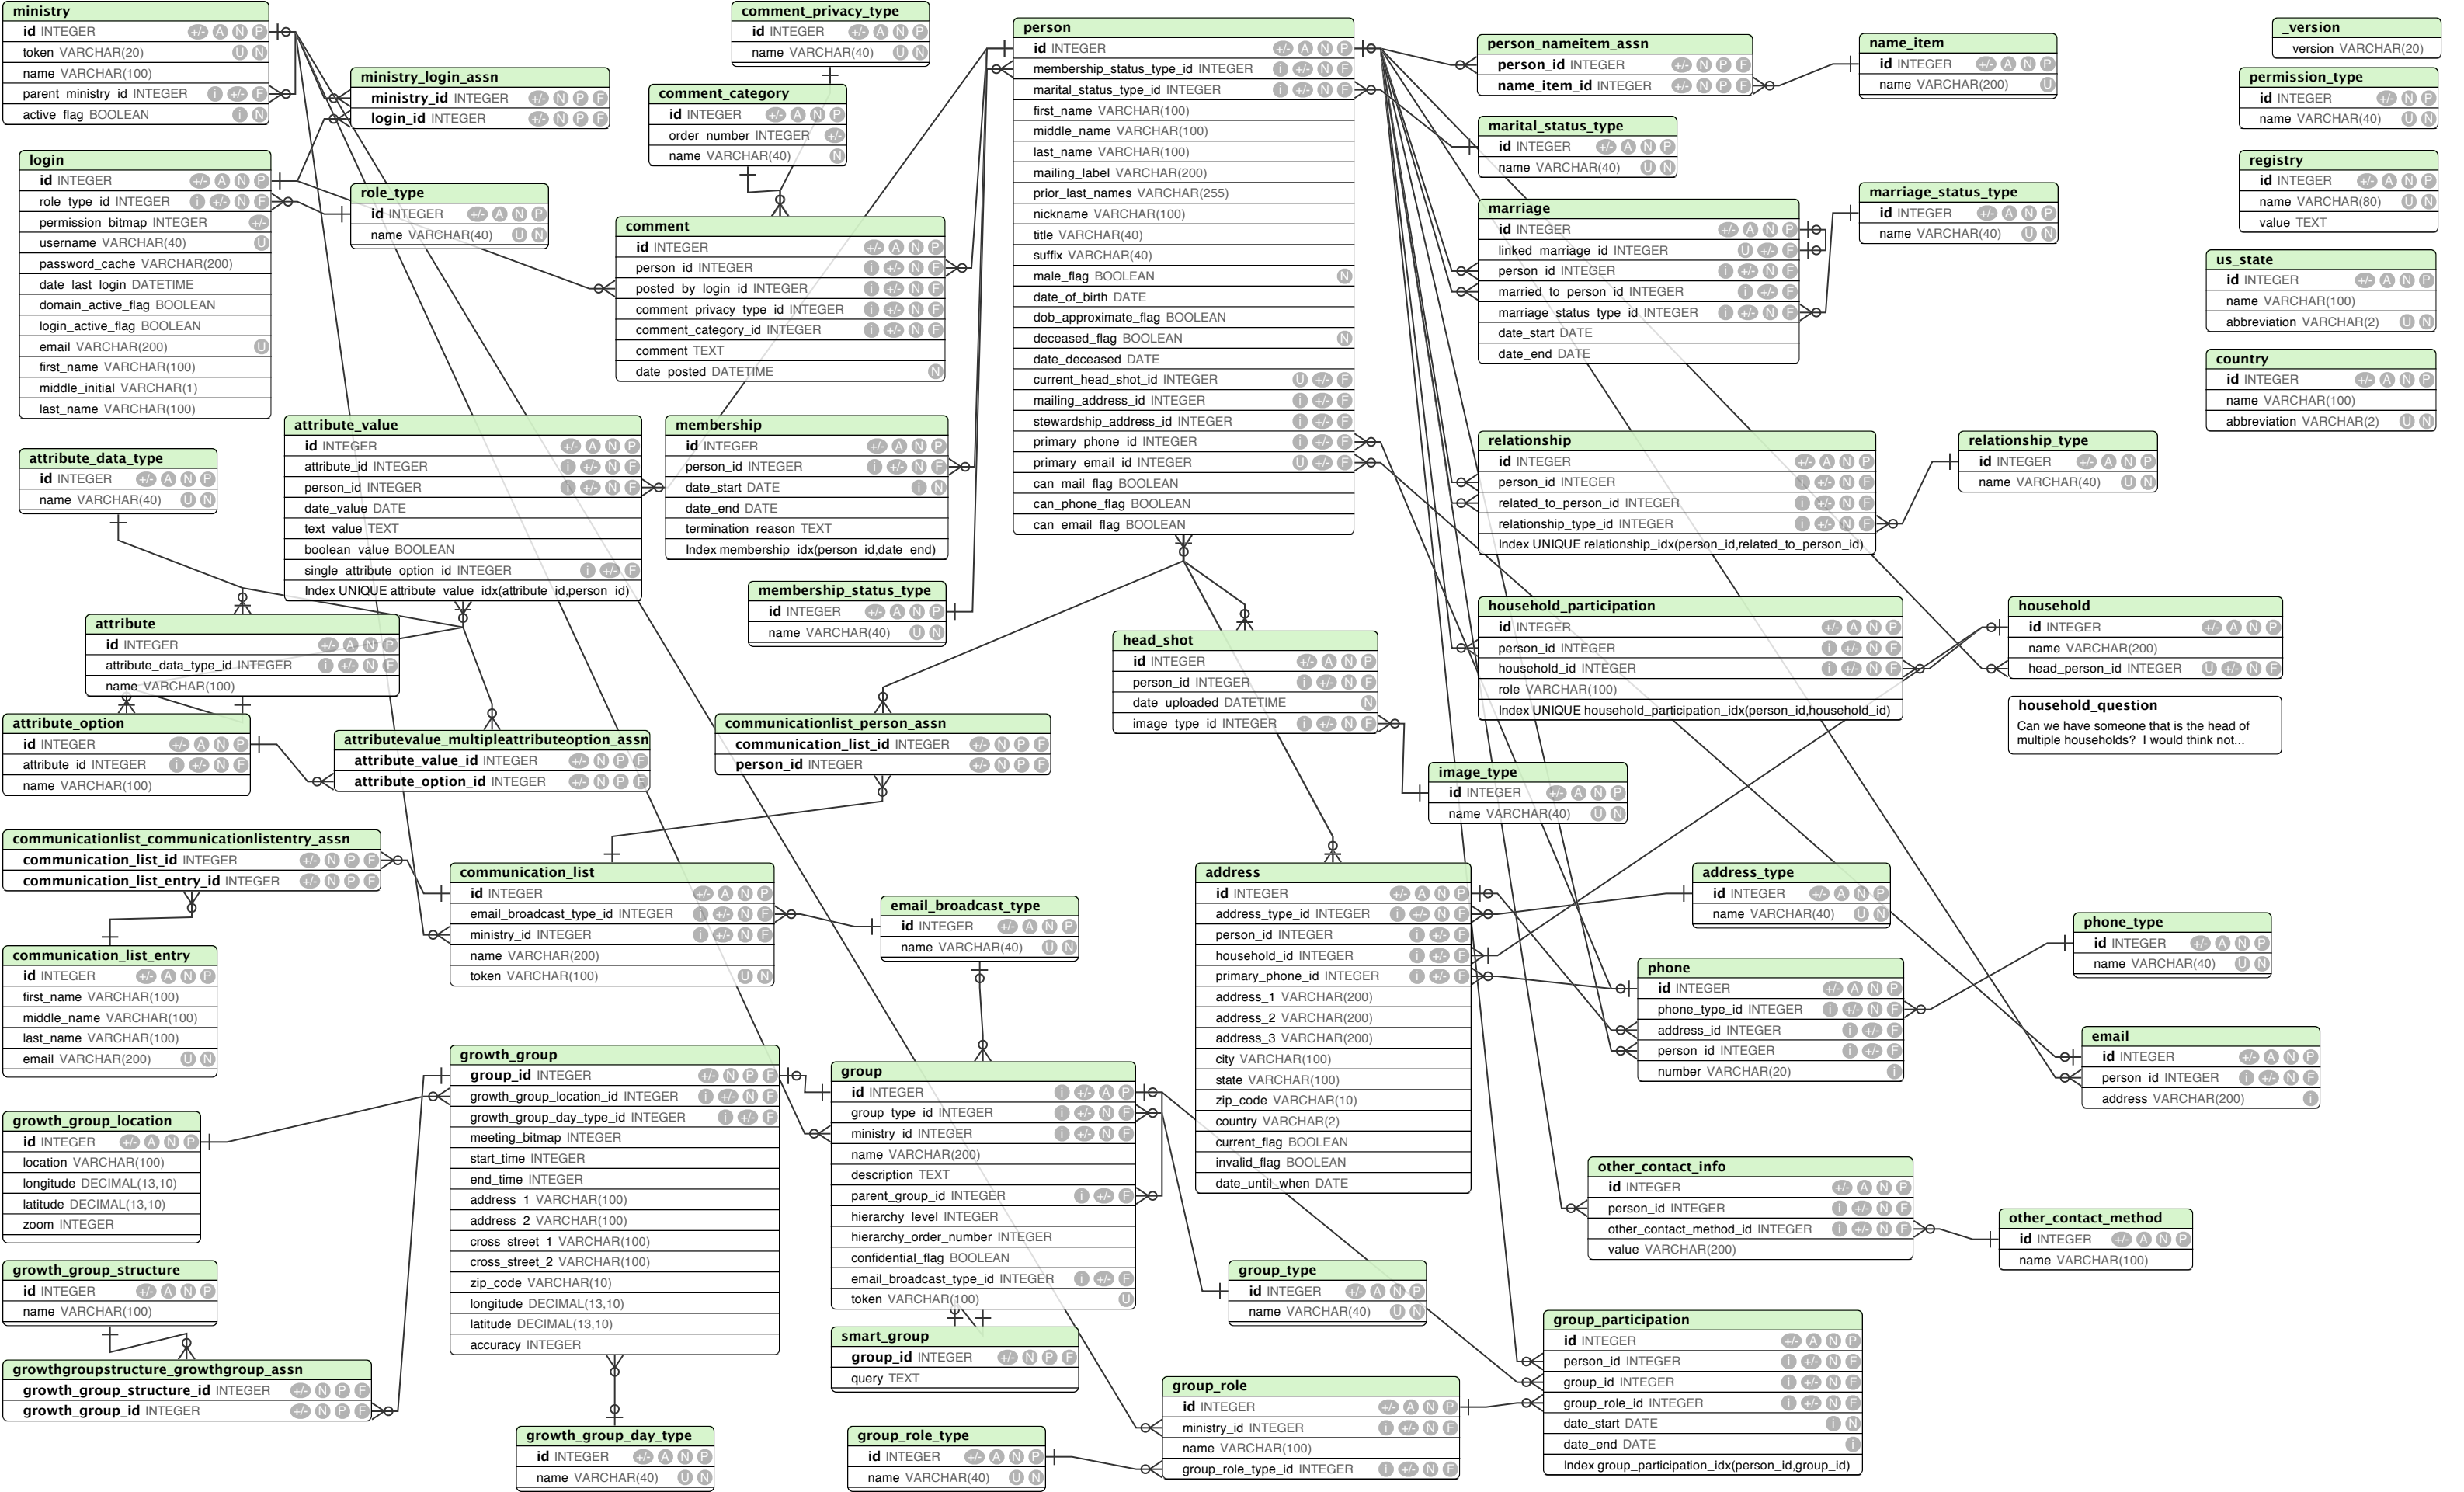 ministry
id INTEGER +/- A N P
token VARCHAR(20) U N
name VARCHAR(100)
parent_ministry_id INTEGER i +/- F
active_flag BOOLEAN i N
ministry_login_assn
ministry_id INTEGER +/- N P F
login_id INTEGER +/- N P F
login
id INTEGER +/- A N P
role_type_id INTEGER i +/- N F
permission_bitmap INTEGER +/-
username VARCHAR(40) U
password_cache VARCHAR(200)
date_last_login DATETIME
domain_active_flag BOOLEAN
login_active_flag BOOLEAN
email VARCHAR(200) U
first_name VARCHAR(100)
middle_initial VARCHAR(1)
last_name VARCHAR(100)
role_type
id INTEGER +/- A N P
name VARCHAR(40) U N
comment_privacy_type
id INTEGER +/- A N P
name VARCHAR(40) U N
comment_category
id INTEGER +/- A N P
order_number INTEGER +/-
name VARCHAR(40) N
comment
id INTEGER +/- A N P
person_id INTEGER i +/- N F
posted_by_login_id INTEGER i +/- N F
comment_privacy_type_id INTEGER i +/- N F
comment_category_id INTEGER i +/- N F
comment TEXT
date_posted DATETIME N
person
id INTEGER +/- A N P
membership_status_type_id INTEGER i +/- N F
marital_status_type_id INTEGER i +/- N F
first_name VARCHAR(100)
middle_name VARCHAR(100)
last_name VARCHAR(100)
mailing_label VARCHAR(200)
prior_last_names VARCHAR(255)
nickname VARCHAR(100)
title VARCHAR(40)
suffix VARCHAR(40)
male_flag BOOLEAN N
date_of_birth DATE
dob_approximate_flag BOOLEAN
deceased_flag BOOLEAN N
date_deceased DATE
current_head_shot_id INTEGER U +/- F
mailing_address_id INTEGER i +/- F
stewardship_address_id INTEGER i +/- F
primary_phone_id INTEGER i +/- F
primary_email_id INTEGER U +/- F
can_mail_flag BOOLEAN
can_phone_flag BOOLEAN
can_email_flag BOOLEAN
person_nameitem_assn
person_id INTEGER +/- N P F
name_item_id INTEGER +/- N P F
name_item
id INTEGER +/- A N P
name VARCHAR(200) U
marital_status_type
id INTEGER +/- A N P
name VARCHAR(40) U N
marriage
id INTEGER +/- A N P
linked_marriage_id INTEGER U +/- F
person_id INTEGER i +/- N F
married_to_person_id INTEGER i +/- F
marriage_status_type_id INTEGER i +/- N F
date_start DATE
date_end DATE
marriage_status_type
id INTEGER +/- A N P
name VARCHAR(40) U N
_version
version VARCHAR(20)
permission_type
id INTEGER +/- N P
name VARCHAR(40) U N
registry
id INTEGER +/- A N P
name VARCHAR(80) U N
value TEXT
us_state
id INTEGER +/- A N P
name VARCHAR(100)
abbreviation VARCHAR(2) U N
country
id INTEGER +/- A N P
name VARCHAR(100)
abbreviation VARCHAR(2) U N
attribute_data_type
id INTEGER +/- A N P
name VARCHAR(40) U N
attribute_value
id INTEGER +/- A N P
attribute_id INTEGER i +/- N F
person_id INTEGER i +/- N F
date_value DATE
text_value TEXT
boolean_value BOOLEAN
single_attribute_option_id INTEGER i +/- F
Index UNIQUE attribute_value_idx(attribute_id,person_id)
membership
id INTEGER +/- A N P
person_id INTEGER i +/- N F
date_start DATE i N
date_end DATE
termination_reason TEXT
Index membership_idx(person_id,date_end)
membership_status_type
id INTEGER +/- A N P
name VARCHAR(40) U N
relationship
id INTEGER +/- A N P
person_id INTEGER i +/- N F
related_to_person_id INTEGER i +/- N F
relationship_type_id INTEGER i +/- N F
Index UNIQUE relationship_idx(person_id,related_to_person_id)
relationship_type
id INTEGER +/- A N P
name VARCHAR(40) U N
attribute
id INTEGER +/- A N P
attribute_data_type_id INTEGER i +/- N F
name VARCHAR(100)
attribute_option
id INTEGER +/- A N P
attribute_id INTEGER i +/- N F
name VARCHAR(100)
attributevalue_multipleattributeoption_assn
attribute_value_id INTEGER +/- N P F
attribute_option_id INTEGER +/- N P F
communicationlist_person_assn
communication_list_id INTEGER +/- N P F
person_id INTEGER +/- N P F
head_shot
id INTEGER +/- A N P
person_id INTEGER i +/- N F
date_uploaded DATETIME N
image_type_id INTEGER i +/- N F
image_type
id INTEGER +/- A N P
name VARCHAR(40) U N
household_participation
id INTEGER +/- A N P
person_id INTEGER i +/- N F
household_id INTEGER i +/- N F
role VARCHAR(100)
Index UNIQUE household_participation_idx(person_id,household_id)
household
id INTEGER +/- A N P
name VARCHAR(200)
head_person_id INTEGER U +/- N F
household_question
Can we have someone that is the head of
multiple households? I would think not...
communicationlist_communicationlistentry_assn
communication_list_id INTEGER +/- N P F
communication_list_entry_id INTEGER +/- N P F
communication_list_entry
id INTEGER +/- A N P
first_name VARCHAR(100)
middle_name VARCHAR(100)
last_name VARCHAR(100)
email VARCHAR(200) U N
communication_list
id INTEGER +/- A N P
email_broadcast_type_id INTEGER i +/- N F
ministry_id INTEGER i +/- N F
name VARCHAR(200)
token VARCHAR(100) U N
email_broadcast_type
id INTEGER +/- A N P
name VARCHAR(40) U N
address
id INTEGER +/- A N P
address_type_id INTEGER i +/- N F
person_id INTEGER i +/- F
household_id INTEGER i +/- F
primary_phone_id INTEGER i +/- F
address_1 VARCHAR(200)
address_2 VARCHAR(200)
address_3 VARCHAR(200)
city VARCHAR(100)
state VARCHAR(100)
zip_code VARCHAR(10)
country VARCHAR(2)
current_flag BOOLEAN
invalid_flag BOOLEAN
date_until_when DATE
address_type
id INTEGER +/- A N P
name VARCHAR(40) U N
phone
id INTEGER +/- A N P
phone_type_id INTEGER i +/- N F
address_id INTEGER i +/- F
person_id INTEGER i +/- F
number VARCHAR(20) i
phone_type
id INTEGER +/- A N P
name VARCHAR(40) U N
email
id INTEGER +/- A N P
person_id INTEGER i +/- N F
address VARCHAR(200) i
growth_group_location
id INTEGER +/- A N P
location VARCHAR(100)
longitude DECIMAL(13,10)
latitude DECIMAL(13,10)
zoom INTEGER
growth_group
group_id INTEGER +/- N P F
growth_group_location_id INTEGER i +/- N F
growth_group_day_type_id INTEGER i +/- F
meeting_bitmap INTEGER
start_time INTEGER
end_time INTEGER
address_1 VARCHAR(100)
address_2 VARCHAR(100)
cross_street_1 VARCHAR(100)
cross_street_2 VARCHAR(100)
zip_code VARCHAR(10)
longitude DECIMAL(13,10)
latitude DECIMAL(13,10)
accuracy INTEGER
group
id INTEGER i +/- A P
group_type_id INTEGER i +/- N F
ministry_id INTEGER i +/- N F
name VARCHAR(200)
description TEXT
parent_group_id INTEGER i +/- F
hierarchy_level INTEGER
hierarchy_order_number INTEGER
confidential_flag BOOLEAN
email_broadcast_type_id INTEGER i +/- F
token VARCHAR(100) U
growth_group_structure
id INTEGER +/- A N P
name VARCHAR(100)
growthgroupstructure_growthgroup_assn
growth_group_structure_id INTEGER +/- N P F
growth_group_id INTEGER +/- N P F
growth_group_day_type
id INTEGER +/- A N P
name VARCHAR(40) U N
smart_group
group_id INTEGER +/- N P F
query TEXT
group_role_type
id INTEGER +/- A N P
name VARCHAR(40) U N
group_type
id INTEGER +/- A N P
name VARCHAR(40) U N
group_role
id INTEGER +/- A N P
ministry_id INTEGER i +/- N F
name VARCHAR(100)
group_role_type_id INTEGER i +/- N F
other_contact_info
id INTEGER +/- A N P
person_id INTEGER i +/- N F
other_contact_method_id INTEGER i +/- N F
value VARCHAR(200)
other_contact_method
id INTEGER +/- A N P
name VARCHAR(100)
group_participation
id INTEGER +/- A N P
person_id INTEGER i +/- N F
group_id INTEGER i +/- N F
group_role_id INTEGER i +/- N F
date_start DATE i N
date_end DATE i
Index group_participation_idx(person_id,group_id)